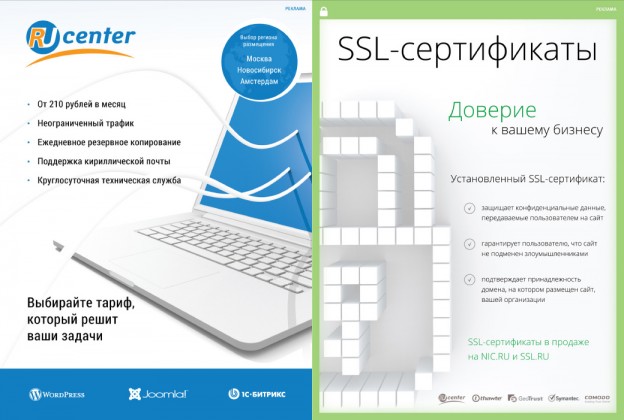 РЕКЛАМА
RU center
Выбор региона
размещения
Москва
Новосибирск
Амстердам
От 210 рублей в месяц
Неограниченный трафик
Ежедневное резервное копирование
Поддержка кириллической почты
Круглосуточная техническая служба
Выбирайте тариф,
который решит
ваши задачи
WORDPRESS
Joomla!
1С-БИТРИКС
РЕКЛАМА
SSL-сертификаты
Доверие
к вашему бизнесу
Установленный SSL-сертификат:
защищает конфиденциальные данные,
передаваемые пользователем на сайт
гарантирует пользователю, что сайт
не подменен злоумышленниками
подтверждает принадлежность
домена, на котором размещен сайт,
вашей организации
SSL-сертификаты в продаже
на NIC.RU и SSL.RU
RU center
thawte
GeoTrust
Symantec
COMODO